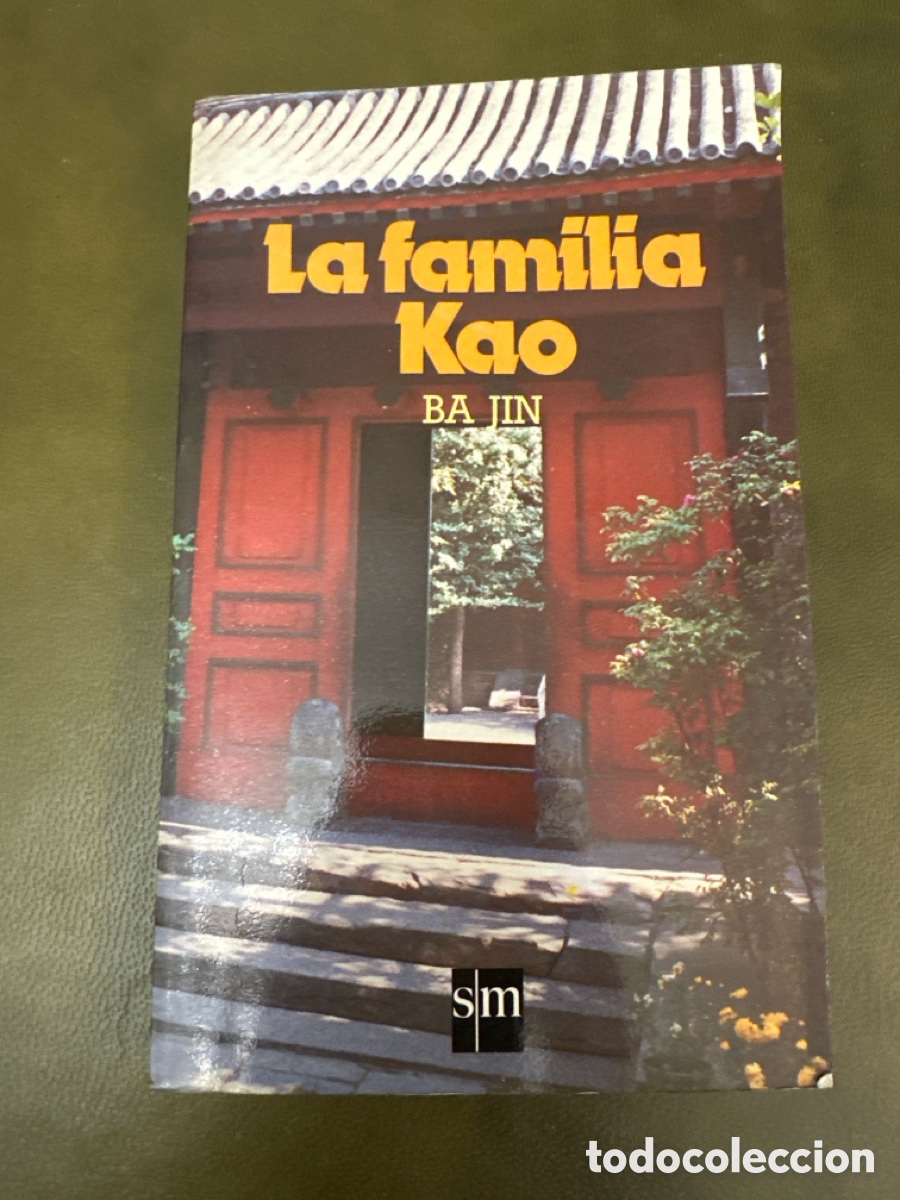 La familia
Kao
BA JIN
s|m
todocoleccion